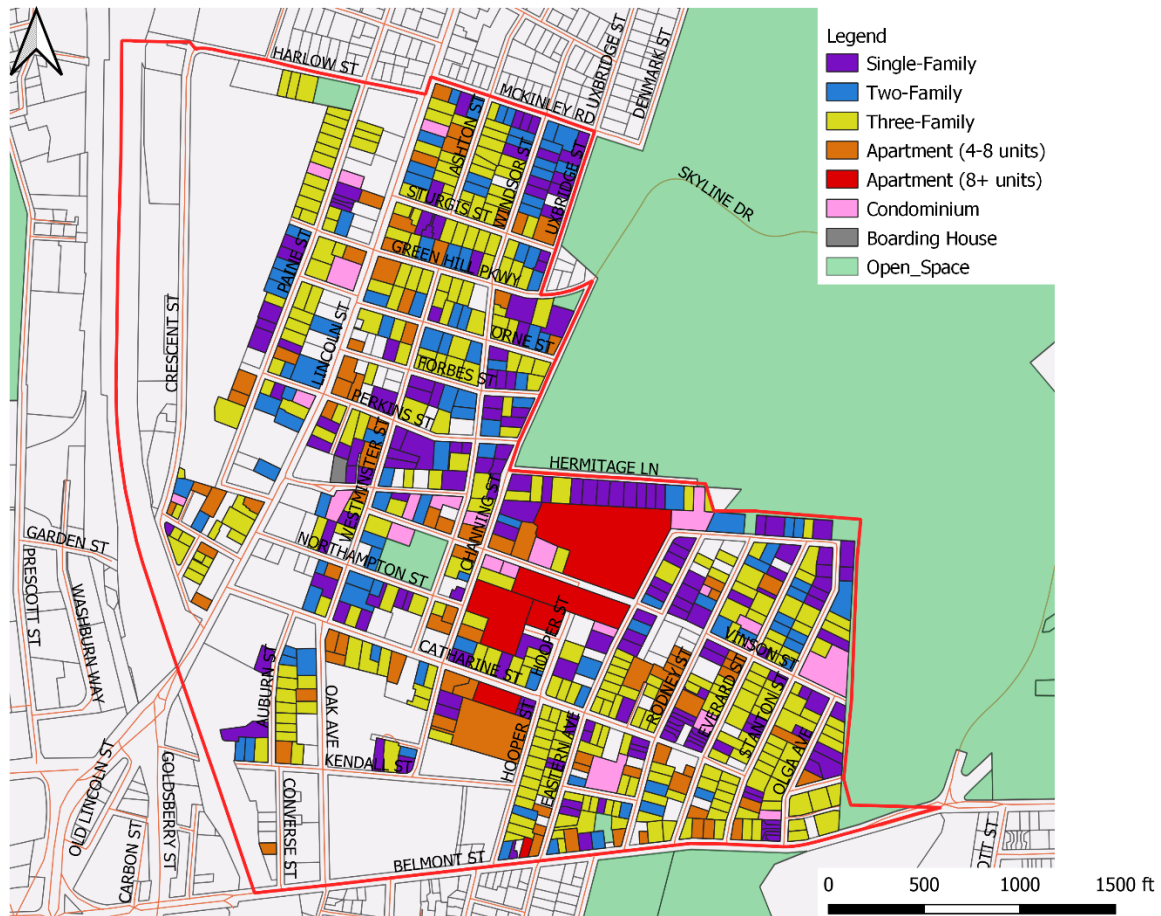 Legend
Single-Family
Two-Family
Three-Family
Apartment (4-8 units)
Apartment (8+ units)
Condominium
Boarding House
Open_Space
HARLOW ST
MCKINLEY RD
UXBRIDGE ST
DENMARK ST
ASHTON ST
WINDSOR ST
UXBRIDGE ST
SKYLINE DR
STURGIS ST
GREEN HILL PKWY
PAINE ST
CRESCENT ST
LINCOLN ST
ORNE ST
FORBES ST
PERKINS ST
WESTMINSTER ST
HERMITAGE LN
CHANNING ST
GARDEN ST
NORTHAMPTON ST
PRESCOTT ST
WASHBURN WAY
HOOPER ST
VINSON ST
CATHARINE ST
AUBURN ST
OAK AVE
RODNEY ST
EVERARD ST
STANTON ST
OLGA AVE
HOOPER ST
EASTERN AVE
KENDALL ST
OLD LINCOLN ST
GOLDSBERRY ST
CONVERSE ST
CARBON ST
BELMONT ST
OTT ST
0 500 1000 1500 ft